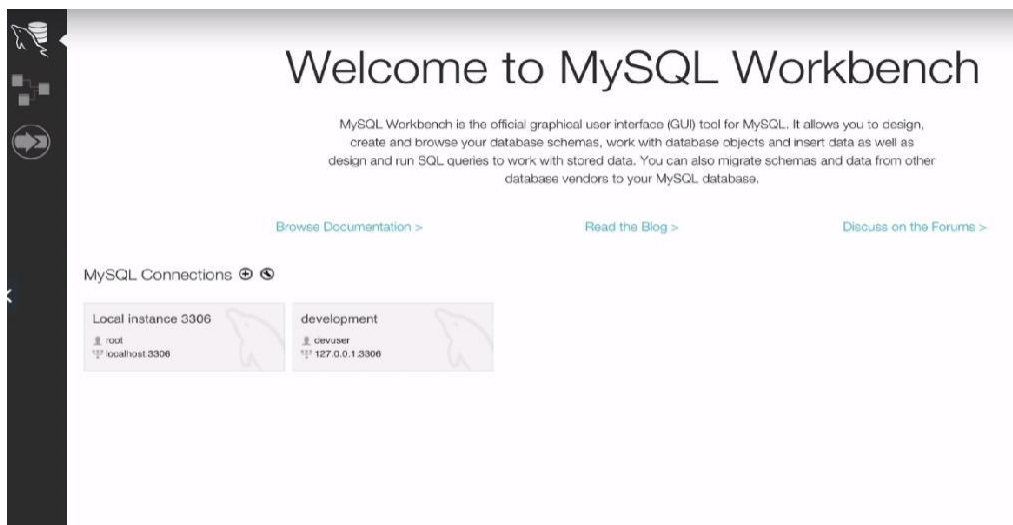 Welcome to MySQL Workbench
MySQL Workbench is the official graphical user interface (GUI) tool for MySQL. It allows you to design,
create and browse your database schemas, work with database objects and insert data as well as
design and run SQL queries to work with stored data. You can also migrate schemas and data from other
database vendors to your MySQL database.
Browse Documentation >
Read the Blog >
Discuss on the Forums >
MySQL Connections
Local instance 3306
root
localhost:3306
development
devuser
127.0.0.1:3306